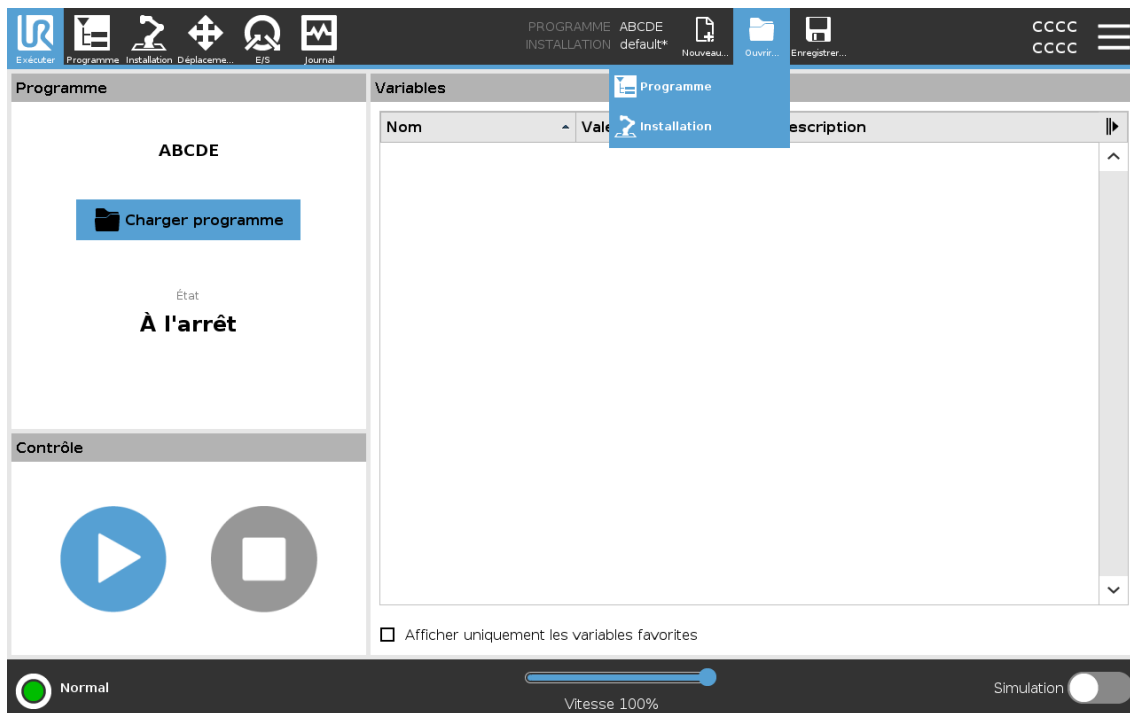 PROGRAMME ABCDE
INSTALLATION default*
CCCC
CCCC
Exécuter Programme Installation Déplaceme... E/S Journal Nouveau... Ouvrir... Enregistrer...
Programme
Installation
Programme
ABCDE
Charger programme
État
À l'arrêt
Contrôle
Variables
Nom Vale escription
Afficher uniquement les variables favorites
Normal
Vitesse 100%
Simulation